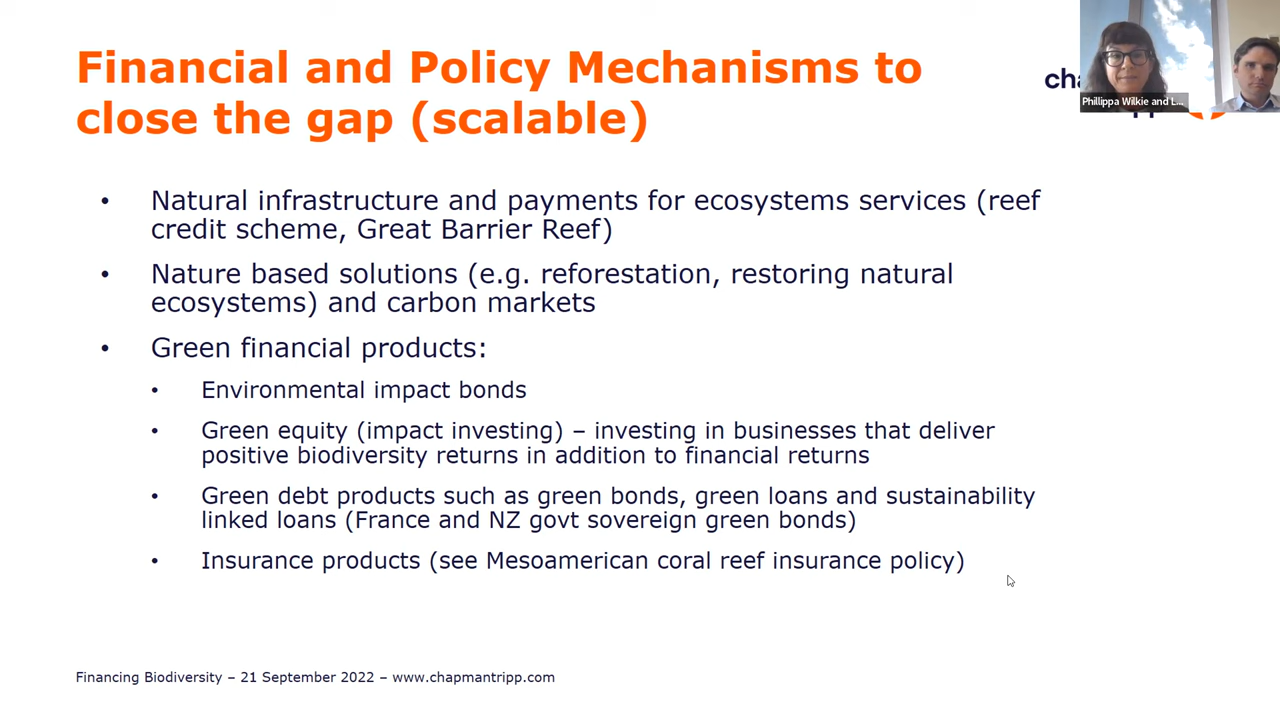 Financial and Policy Mechanisms to
close the gap (scalable)
Phillippa Wilkie and L...
• Natural infrastructure and payments for ecosystems services (reef
credit scheme, Great Barrier Reef)
• Nature based solutions (e.g. reforestation, restoring natural
ecosystems) and carbon markets
• Green financial products:
• Environmental impact bonds
• Green equity (impact investing) – investing in businesses that deliver
positive biodiversity returns in addition to financial returns
• Green debt products such as green bonds, green loans and sustainability
linked loans (France and NZ govt sovereign green bonds)
• Insurance products (see Mesoamerican coral reef insurance policy)
Financing Biodiversity – 21 September 2022 – www.chapmantripp.com